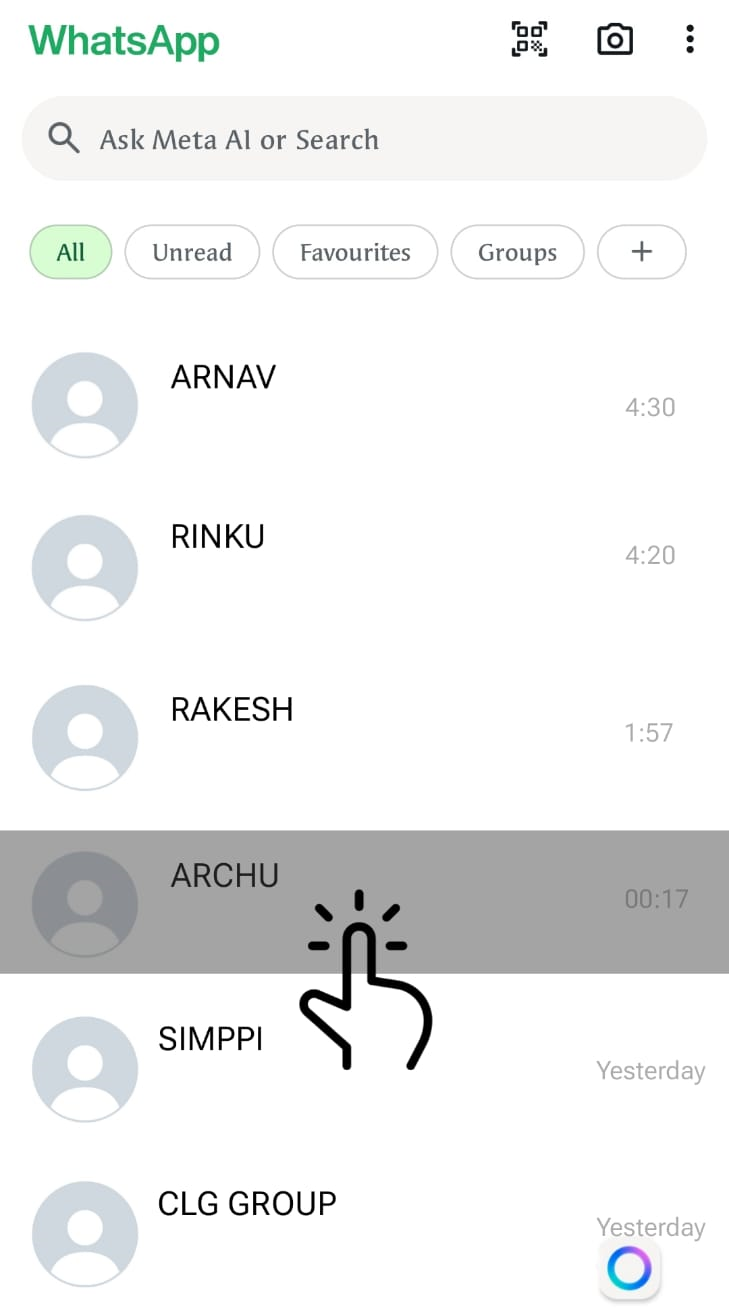 WhatsApp
Ask Meta AI or Search
All Unread Favourites Groups +
ARNAV
4:30
RINKU
4:20
RAKESH
1:57
ARCHU
00:17
SIMPPI
Yesterday
CLG GROUP
Yesterday